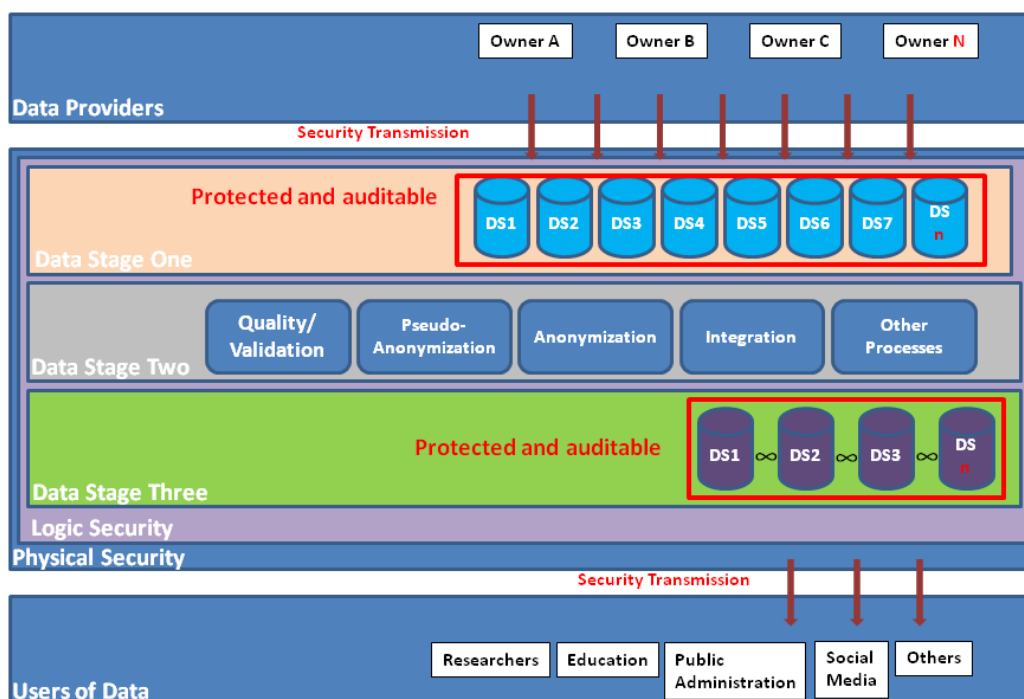 Owner A
Owner B
Owner C
Owner N
Data Providers
Security Transmission
Protected and auditable
DS1
DS2
DS3
DS4
DS5
DS6
DS7
DS
n
Data Stage One
Quality/
Validation
Pseudo-
Anonymization
Anonymization
Integration
Other
Processes
Data Stage Two
Protected and auditable
DS1
∞
DS2
∞
DS3
∞
DS
n
Data Stage Three
Logic Security
Physical Security
Security Transmission
Researchers
Education
Public
Administration
Social
Media
Others
Users of Data